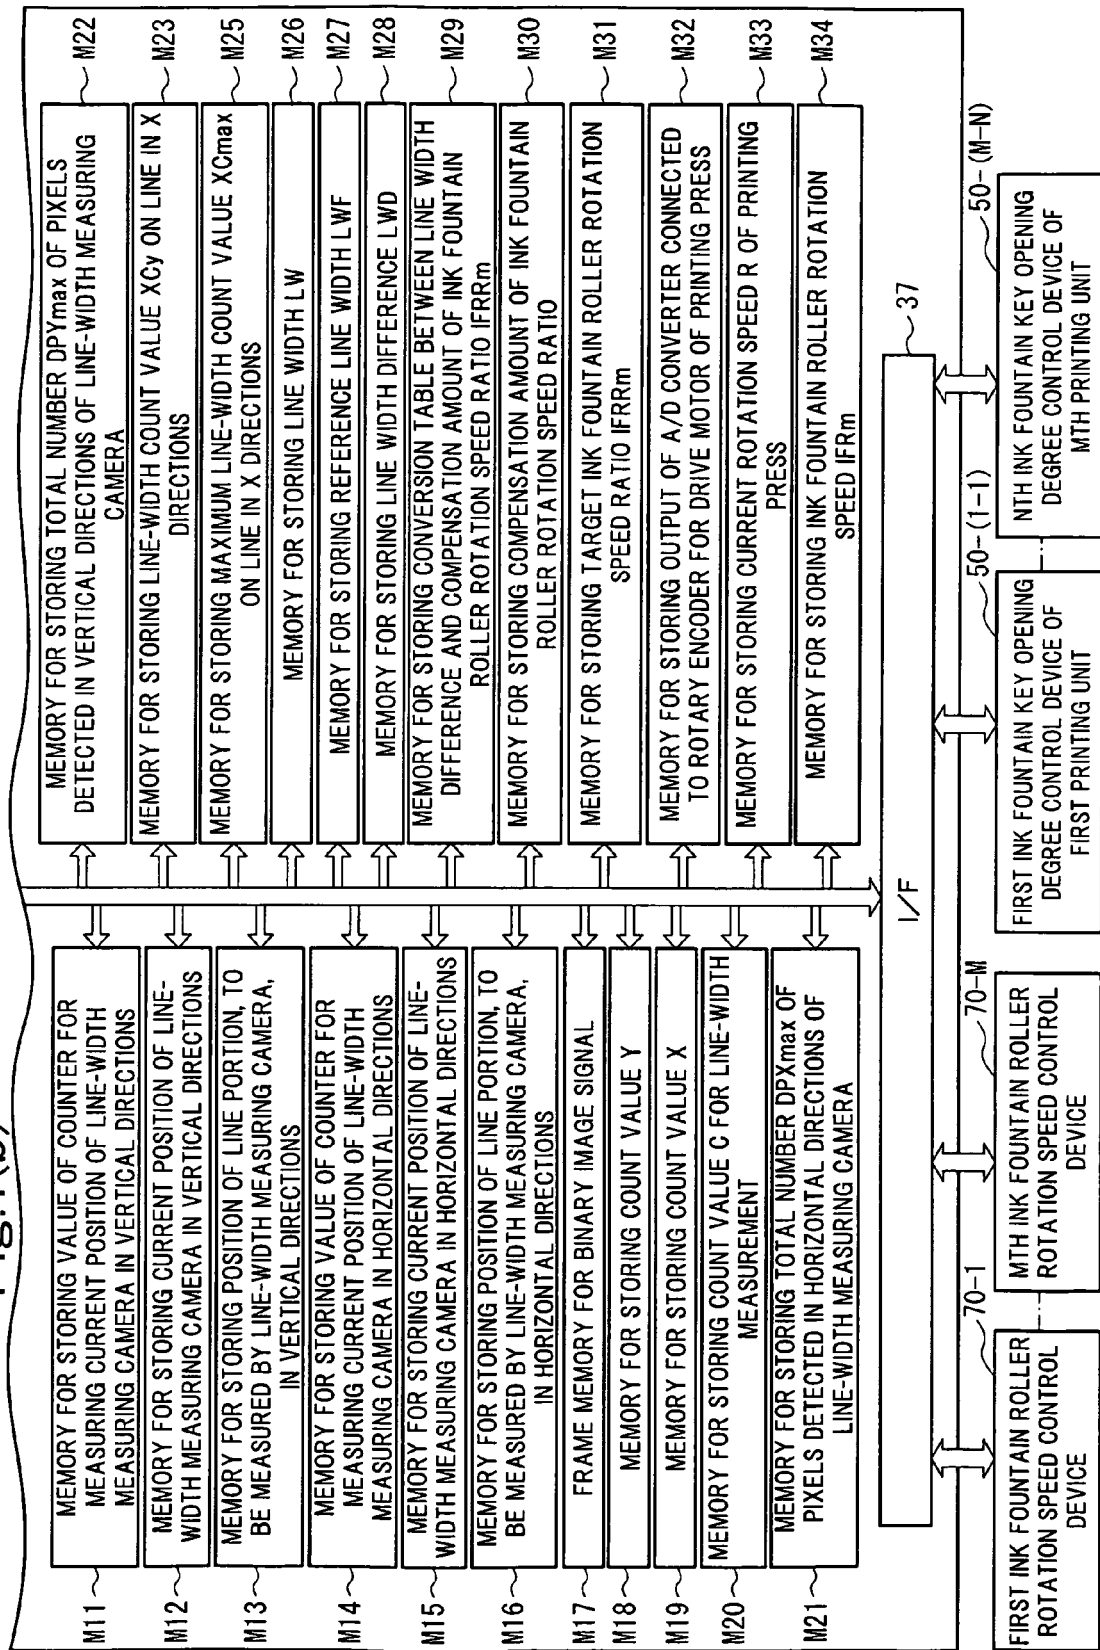 M11
MEMORY FOR STORING VALUE OF COUNTER FOR
MEASURING CURRENT POSITION OF LINE-WIDTH
MEASURING CAMERA IN VERTICAL DIRECTIONS
M12
MEMORY FOR STORING CURRENT POSITION OF LINE-
WIDTH MEASURING CAMERA IN VERTICAL DIRECTIONS
M13
MEMORY FOR STORING POSITION OF LINE PORTION, TO
BE MEASURED BY LINE-WIDTH MEASURING CAMERA,
IN VERTICAL DIRECTIONS
M14
MEMORY FOR STORING VALUE OF COUNTER FOR
MEASURING CURRENT POSITION OF LINE-WIDTH
MEASURING CAMERA IN HORIZONTAL DIRECTIONS
M15
MEMORY FOR STORING CURRENT POSITION OF LINE-
WIDTH MEASURING CAMERA IN HORIZONTAL DIRECTIONS
M16
MEMORY FOR STORING POSITION OF LINE PORTION, TO
BE MEASURED BY LINE-WIDTH MEASURING CAMERA,
IN HORIZONTAL DIRECTIONS
M17
FRAME MEMORY FOR BINARY IMAGE SIGNAL
M18
MEMORY FOR STORING COUNT VALUE Y
M19
MEMORY FOR STORING COUNT VALUE X
M20
MEMORY FOR STORING COUNT VALUE C FOR LINE-WIDTH
MEASUREMENT
M21
MEMORY FOR STORING TOTAL NUMBER DPXmax OF
PIXELS DETECTED IN HORIZONTAL DIRECTIONS OF
LINE-WIDTH MEASURING CAMERA
MEMORY FOR STORING TOTAL NUMBER DPYmax OF PIXELS
DETECTED IN VERTICAL DIRECTIONS OF LINE-WIDTH MEASURING
CAMERA
M22
MEMORY FOR STORING LINE-WIDTH COUNT VALUE XCy ON LINE IN X
DIRECTIONS
M23
MEMORY FOR STORING MAXIMUM LINE-WIDTH COUNT VALUE XCmax
ON LINE IN X DIRECTIONS
M25
MEMORY FOR STORING LINE WIDTH LW
M26
MEMORY FOR STORING REFERENCE LINE WIDTH LWF
M27
MEMORY FOR STORING LINE WIDTH DIFFERENCE LWD
M28
MEMORY FOR STORING CONVERSION TABLE BETWEEN LINE WIDTH
DIFFERENCE AND COMPENSATION AMOUNT OF INK FOUNTAIN
ROLLER ROTATION SPEED RATIO IFRRm
M29
MEMORY FOR STORING COMPENSATION AMOUNT OF INK FOUNTAIN
ROLLER ROTATION SPEED RATIO
M30
MEMORY FOR STORING TARGET INK FOUNTAIN ROLLER ROTATION
SPEED RATIO IFRRm
M31
MEMORY FOR STORING OUTPUT OF A/D CONVERTER CONNECTED
TO ROTARY ENCODER FOR DRIVE MOTOR OF PRINTING PRESS
M32
MEMORY FOR STORING CURRENT ROTATION SPEED R OF PRINTING
PRESS
M33
MEMORY FOR STORING INK FOUNTAIN ROLLER ROTATION
SPEED IFRm
M34
I/F
37
70-1
FIRST INK FOUNTAIN ROLLER
ROTATION SPEED CONTROL
DEVICE
70-M
MTH INK FOUNTAIN ROLLER
ROTATION SPEED CONTROL
DEVICE
50-(1-1)
FIRST INK FOUNTAIN KEY OPENING
DEGREE CONTROL DEVICE OF
FIRST PRINTING UNIT
50-(M-N)
NTH INK FOUNTAIN KEY OPENING
DEGREE CONTROL DEVICE OF
MTH PRINTING UNIT